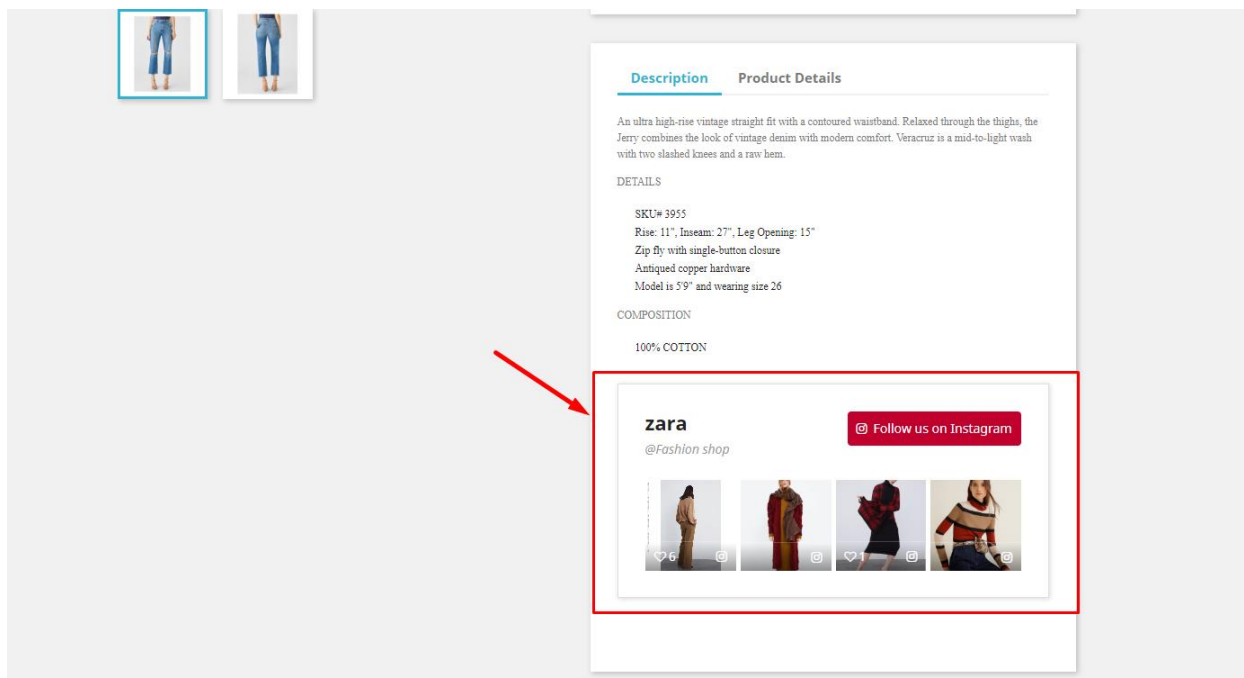 Description Product Details
An ultra high-rise vintage straight fit with a contoured waistband. Relaxed through the thighs, the
Jerry combines the look of vintage denim with modern comfort. Veracruz is a mid-to-light wash
with two slashed knees and a raw hem.
DETAILS
SKU# 3955
Rise: 11", Inseam: 27", Leg Opening: 15"
Zip fly with single-button closure
Antiqued copper hardware
Model is 5'9" and wearing size 26
COMPOSITION
100% COTTON
zara
Follow us on Instagram
@Fashion shop
6
1